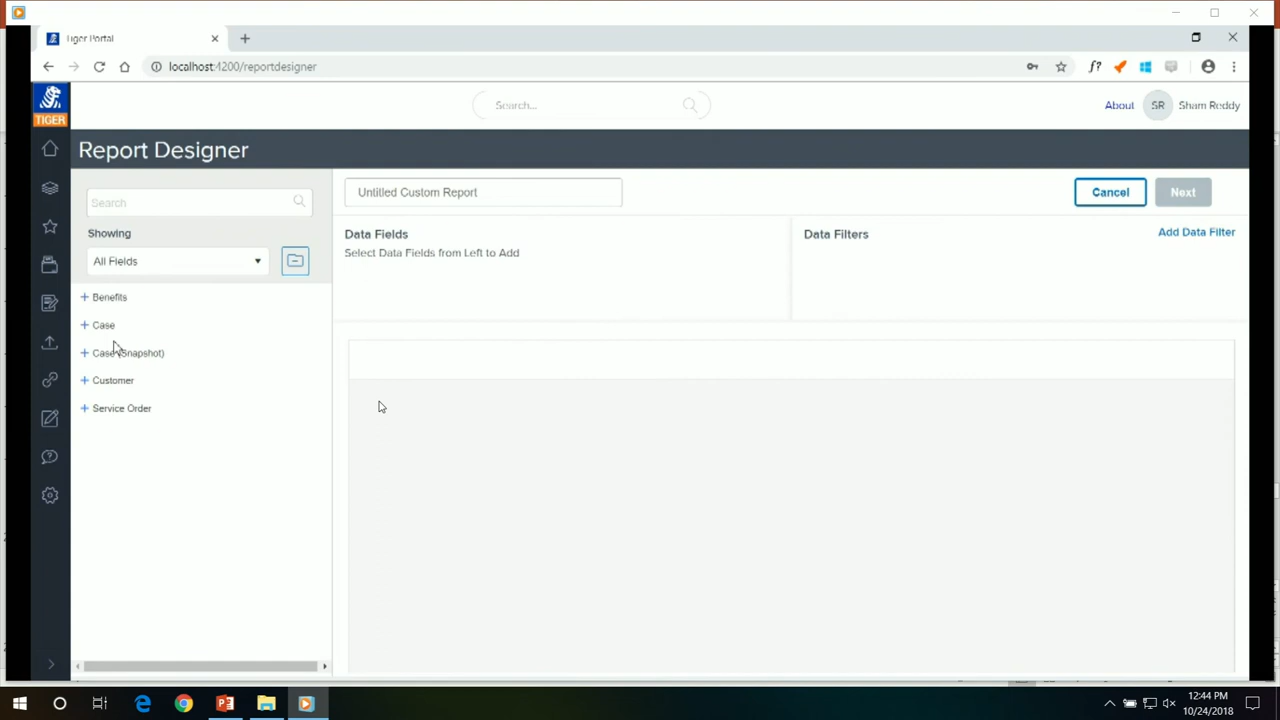 Tiger Portal
localhost:4200/reportdesigner
f?
TIGER
Search...
About
SR
Sham Reddy
Report Designer
Search
Showing
All Fields
Benefits
Case
Case (Snapshot)
Customer
Service Order
Untitled Custom Report
Cancel
Next
Data Fields
Select Data Fields from Left to Add
Data Filters
Add Data Filter
12:44 PM
10/24/2018